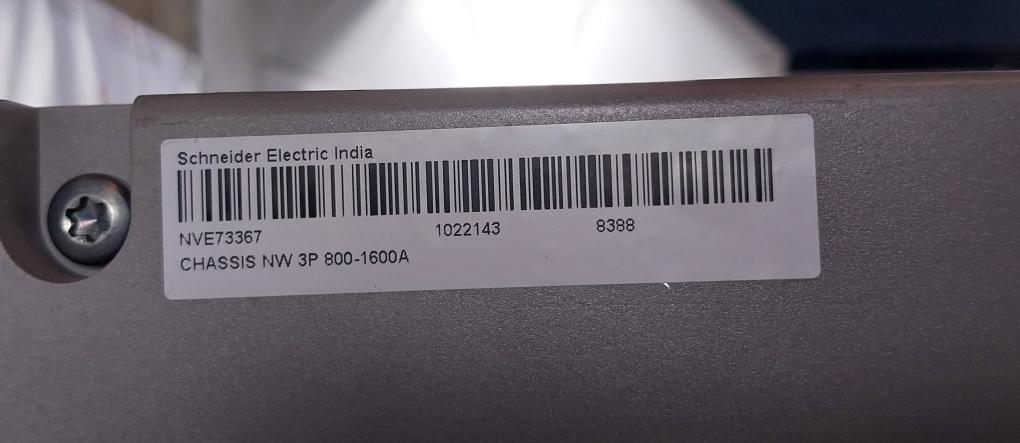 Schneider Electric India
NVE73367 1022143 8388
CHASSIS NW 3P 800-1600A